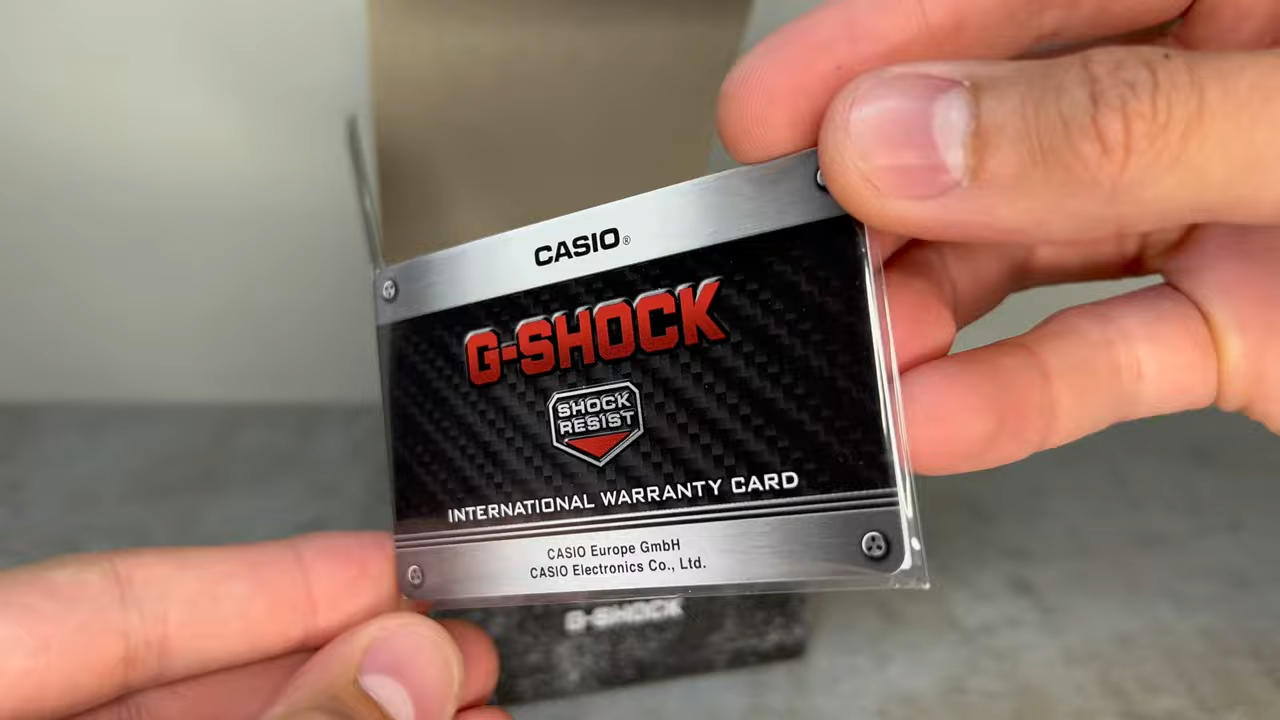 CASIO®
G-SHOCK
SHOCK
RESIST
INTERNATIONAL WARRANTY CARD
CASIO Europe GmbH
CASIO Electronics Co., Ltd.
G-SHOCK